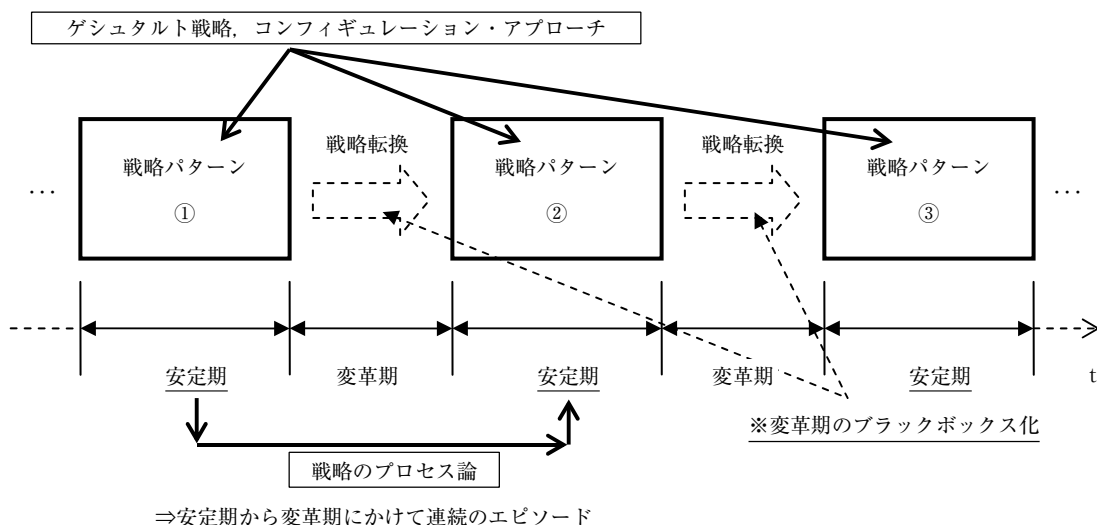 ゲシュタルト戦略, コンフィギュレーション・アプローチ
戦略パターン
①
戦略転換
戦略パターン
②
戦略転換
戦略パターン
③
…
…
安定期
変革期
安定期
変革期
安定期
t
※変革期のブラックボックス化
戦略のプロセス論
⇒安定期から変革期にかけて連続のエピソード